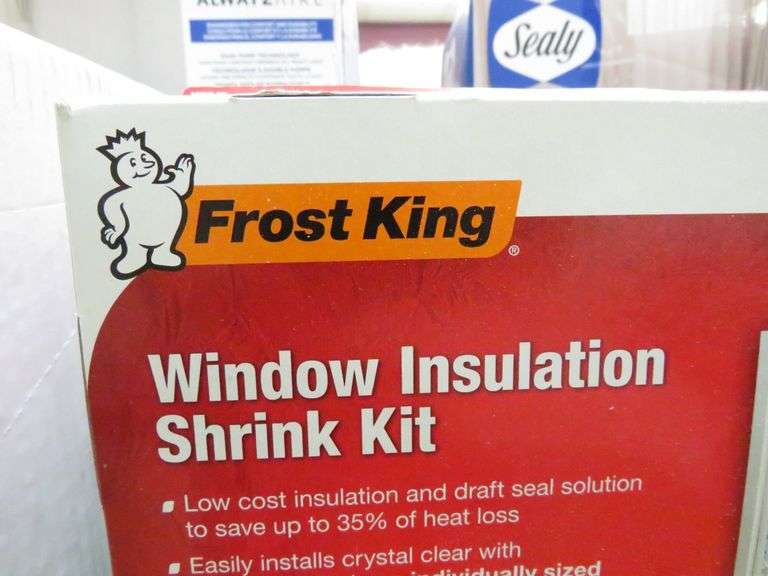 ALWAYZAIRE
Sealy
Frost King
®
Window Insulation
Shrink Kit
Low cost insulation and draft seal solution
to save up to 35% of heat loss
Easily installs crystal clear with
individually sized